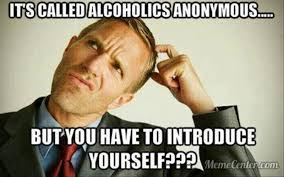 IT'S CALLED ALCOHOLICS ANONYMOUS.....
BUT YOU HAVE TO INTRODUCE
YOURSELF???
MemeCenter.com